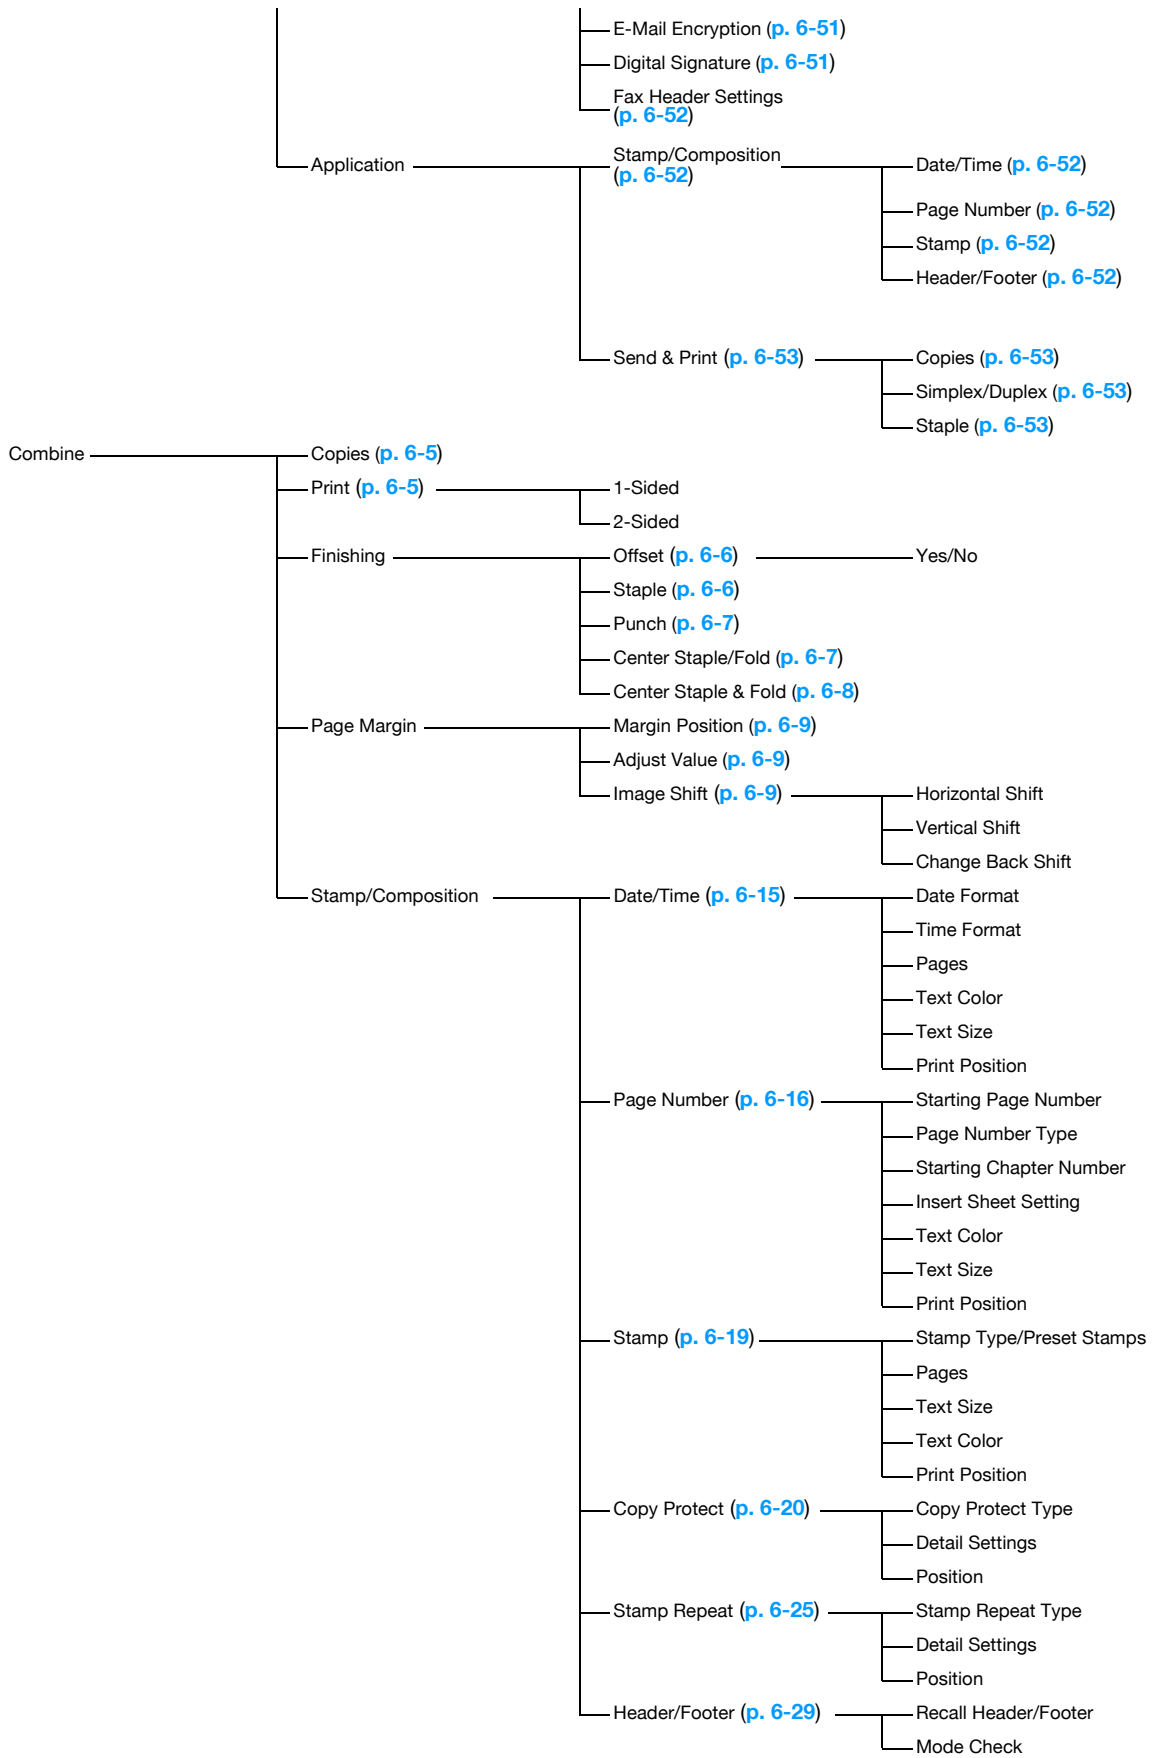 E-Mail Encryption (p. 6-51)
Digital Signature (p. 6-51)
Fax Header Settings
(p. 6-52)
Application
Stamp/Composition
(p. 6-52)
Date/Time (p. 6-52)
Page Number (p. 6-52)
Stamp (p. 6-52)
Header/Footer (p. 6-52)
Send & Print (p. 6-53)
Copies (p. 6-53)
Simplex/Duplex (p. 6-53)
Staple (p. 6-53)
Combine
Copies (p. 6-5)
Print (p. 6-5)
1-Sided
2-Sided
Finishing
Offset (p. 6-6)
Yes/No
Staple (p. 6-6)
Punch (p. 6-7)
Center Staple/Fold (p. 6-7)
Center Staple & Fold (p. 6-8)
Page Margin
Margin Position (p. 6-9)
Adjust Value (p. 6-9)
Image Shift (p. 6-9)
Horizontal Shift
Vertical Shift
Change Back Shift
Stamp/Composition
Date/Time (p. 6-15)
Date Format
Time Format
Pages
Text Color
Text Size
Print Position
Page Number (p. 6-16)
Starting Page Number
Page Number Type
Starting Chapter Number
Insert Sheet Setting
Text Color
Text Size
Print Position
Stamp (p. 6-19)
Stamp Type/Preset Stamps
Pages
Text Size
Text Color
Print Position
Copy Protect (p. 6-20)
Copy Protect Type
Detail Settings
Position
Stamp Repeat (p. 6-25)
Stamp Repeat Type
Detail Settings
Position
Header/Footer (p. 6-29)
Recall Header/Footer
Mode Check